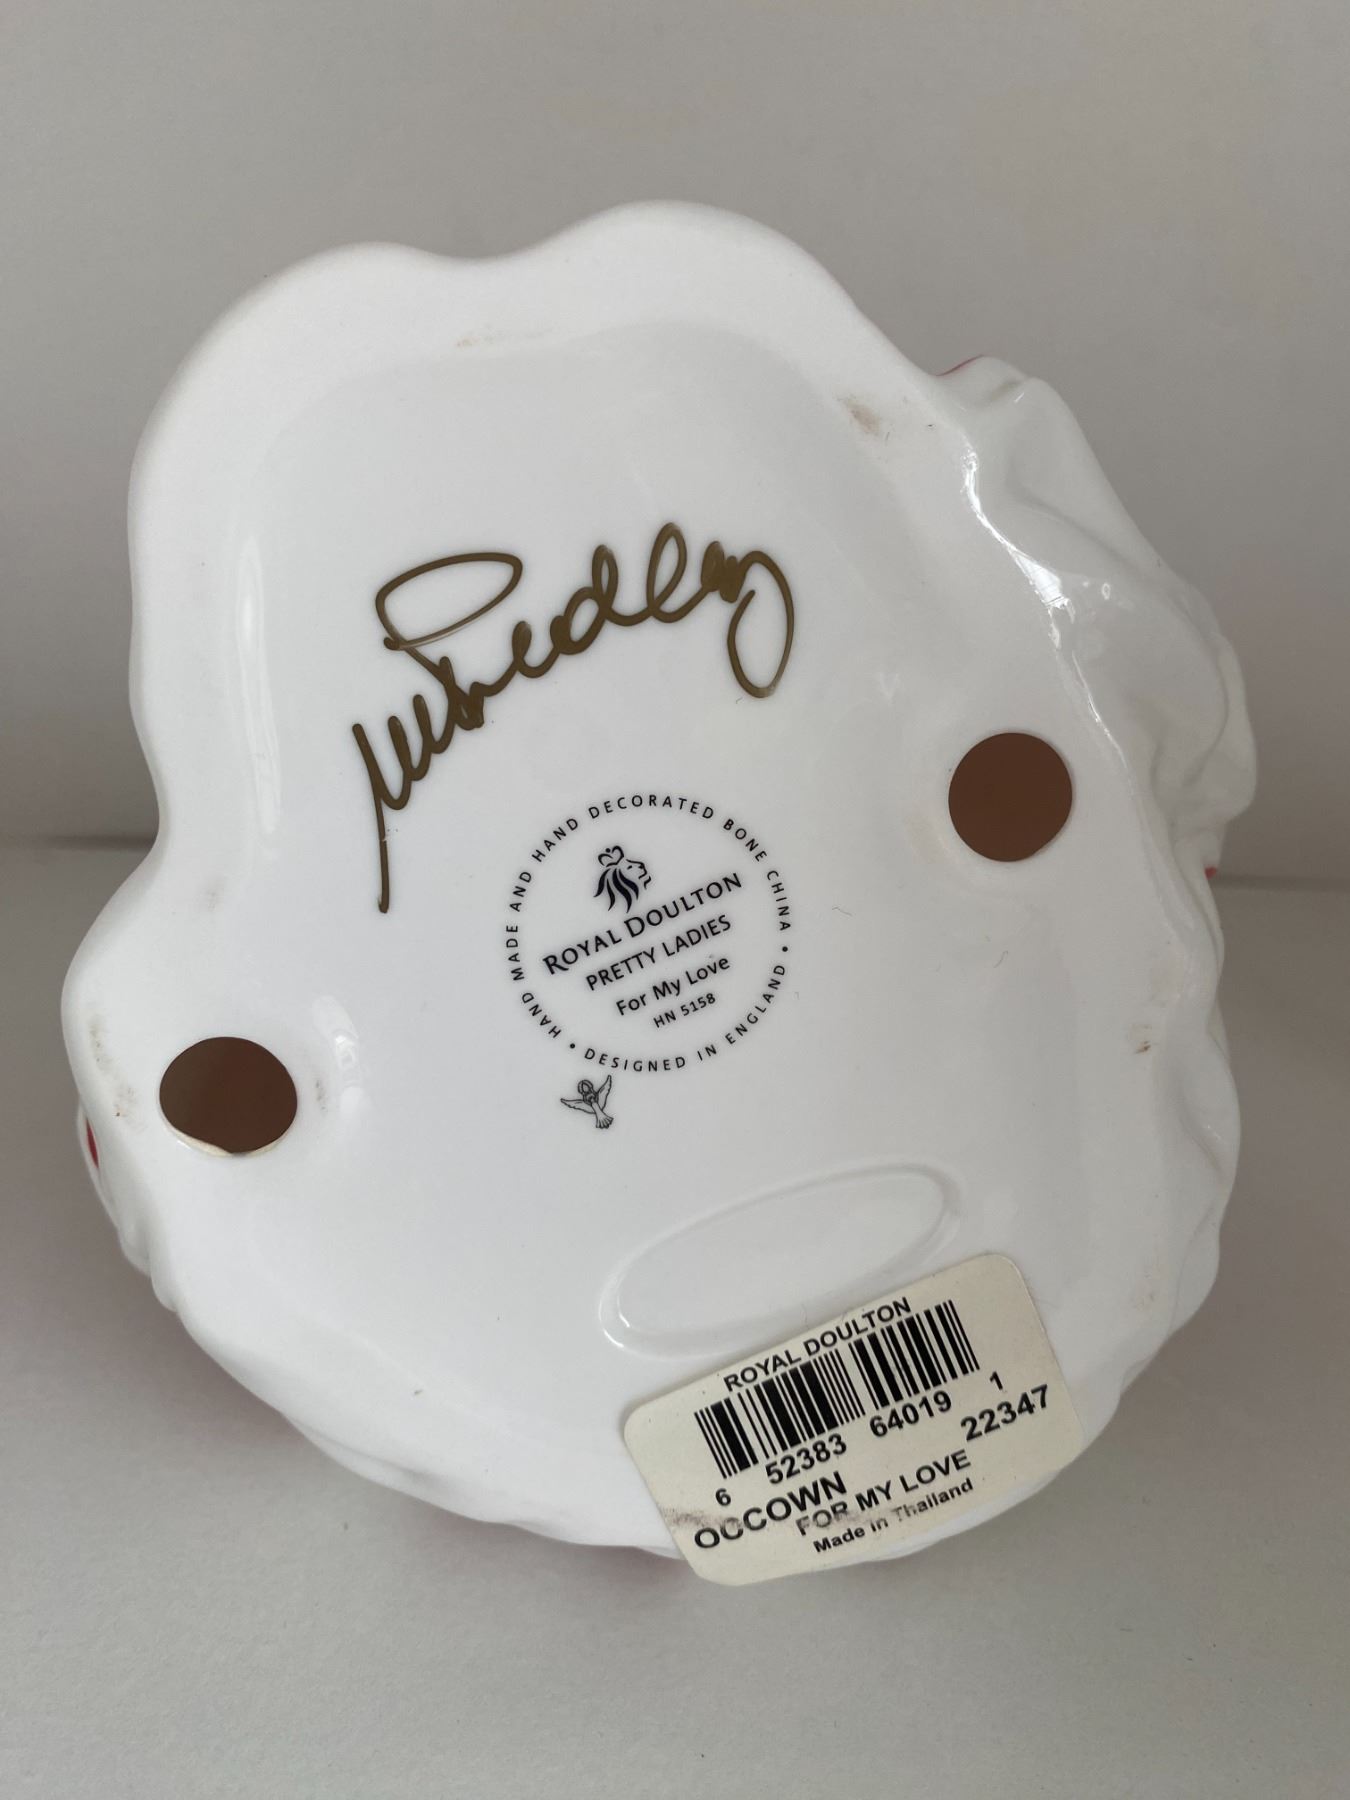 HAND MADE AND HAND DECORATED BONE CHINA • DESIGNED IN ENGLAND •
ROYAL DOULTON
PRETTY LADIES
For My Love
HN 5158
ROYAL DOULTON
6 52383 64019 1
OCCOWN 22347
FOR MY LOVE
Made in Thailand